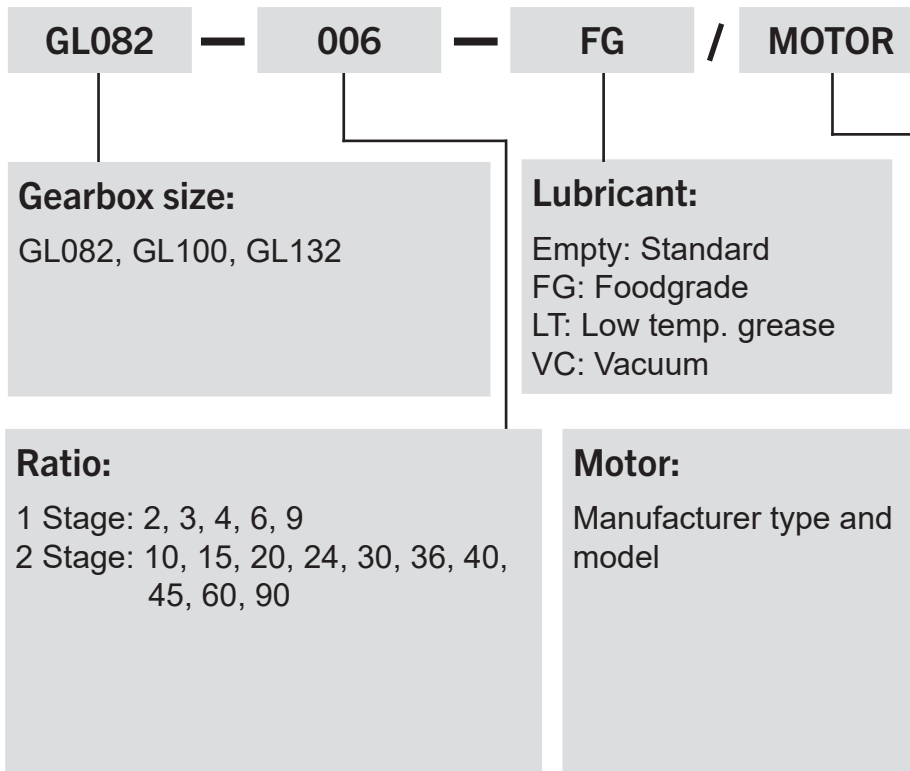 GL082 — 006 — FG / MOTOR
Gearbox size:
GL082, GL100, GL132
Lubricant:
Empty: Standard
FG: Foodgrade
LT: Low temp. grease
VC: Vacuum
Ratio:
1 Stage: 2, 3, 4, 6, 9
2 Stage: 10, 15, 20, 24, 30, 36, 40,
45, 60, 90
Motor:
Manufacturer type and
model